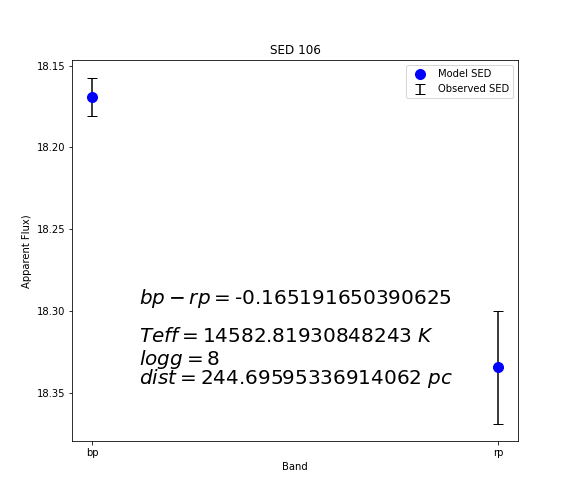 SED 106
Model SED
Observed SED
18.15
18.20
18.25
18.30
18.35
Apparent Flux)
bp − rp = -0.165191650390625
Teff = 14582.81930848243 K
logg = 8
dist = 244.69595336914062 pc
bp
rp
Band